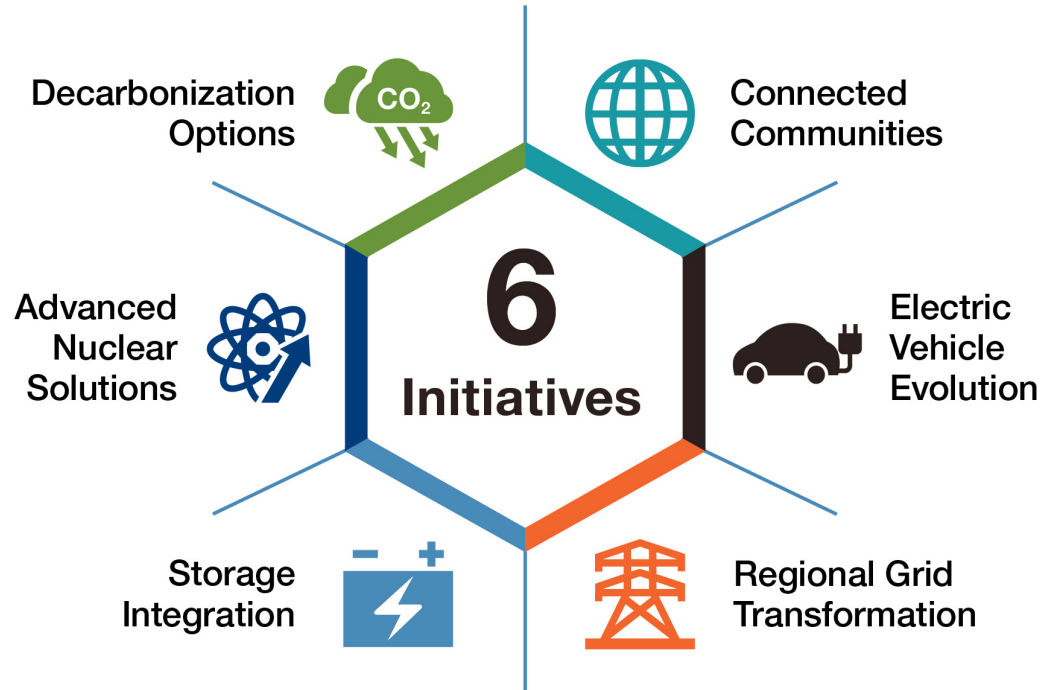 Decarbonization
Options
CO₂
Connected
Communities
6
Initiatives
Advanced
Nuclear
Solutions
Electric
Vehicle
Evolution
Storage
Integration
- +
Regional Grid
Transformation